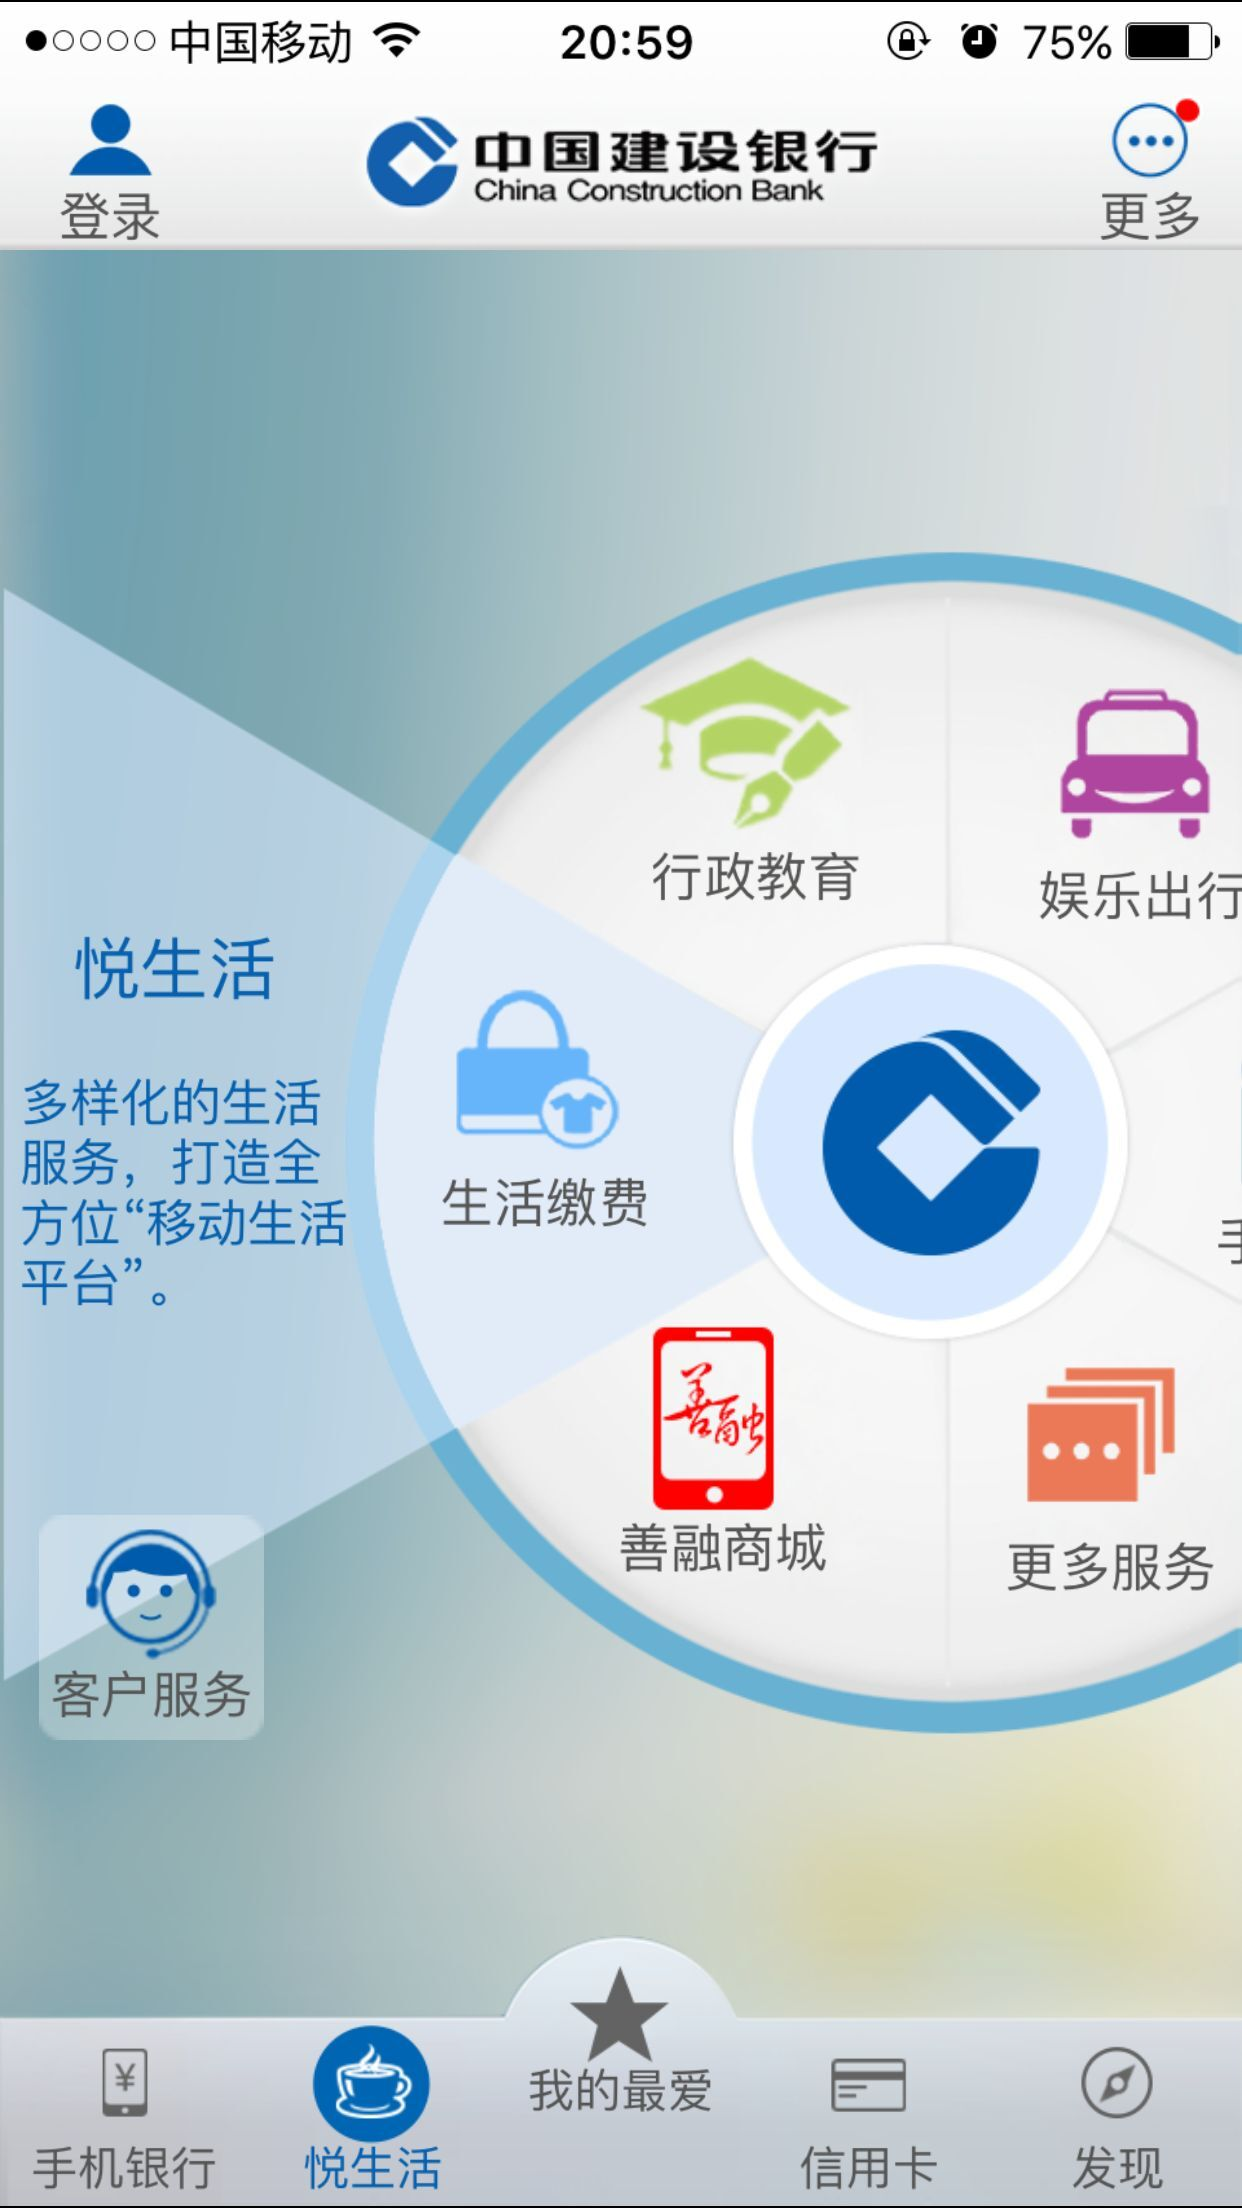 中国移动 20:59 75%
登录
中国建设银行
China Construction Bank
更多
行政教育
娱乐出行
悦生活
多样化的生活
服务，打造全
方位“移动生活
平台”。
生活缴费
手
善融
善融商城
更多服务
客户服务
¥
手机银行
悦生活
我的最爱
信用卡
发现